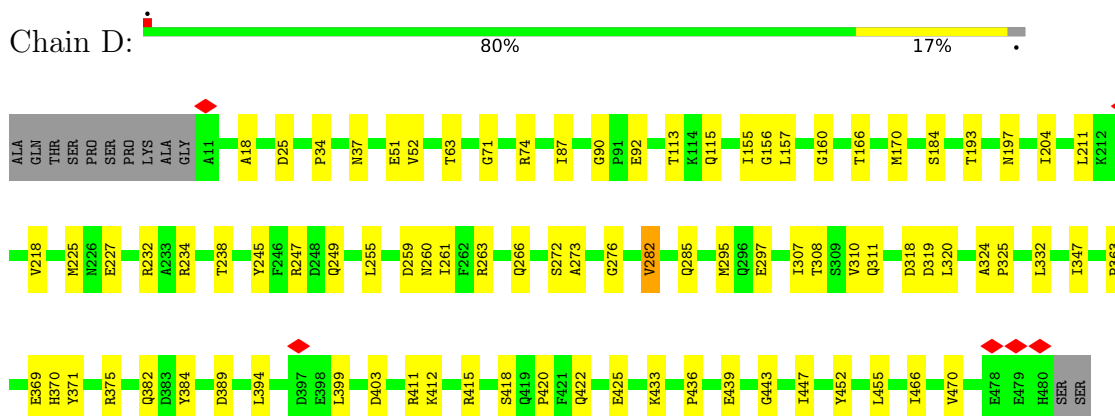 Chain D:
80% 17%
ALA GLN THR SER PRO SER PRO LYS ALA GLY A11 A18 D25 P34 N37 E51 V52 T63 G71 R74 I87 G90 P91 E92 T113 K114 Q115 I155 G156 L157 G160 T166 M170 S184 T193 N197 I204 L211 K212
V218 M225 N226 E227 R232 A233 R234 T238 Y245 F246 R247 D248 Q249 L255 D259 N260 I261 F262 R263 Q266 S272 A273 G276 V282 Q285 M295 Q296 E297 I307 T308 S309 V310 Q311 D318 D319 L320 A324 P325 L332 I347
E369 H370 Y371 R375 Q382 D383 Y384 D389 L394 D397 E398 L399 D403 R411 K412 R415 S418 Q419 P420 F421 Q422 E425 K433 P436 E439 G443 I447 Y452 L455 I466 V470 E478 E479 H480 SER SER